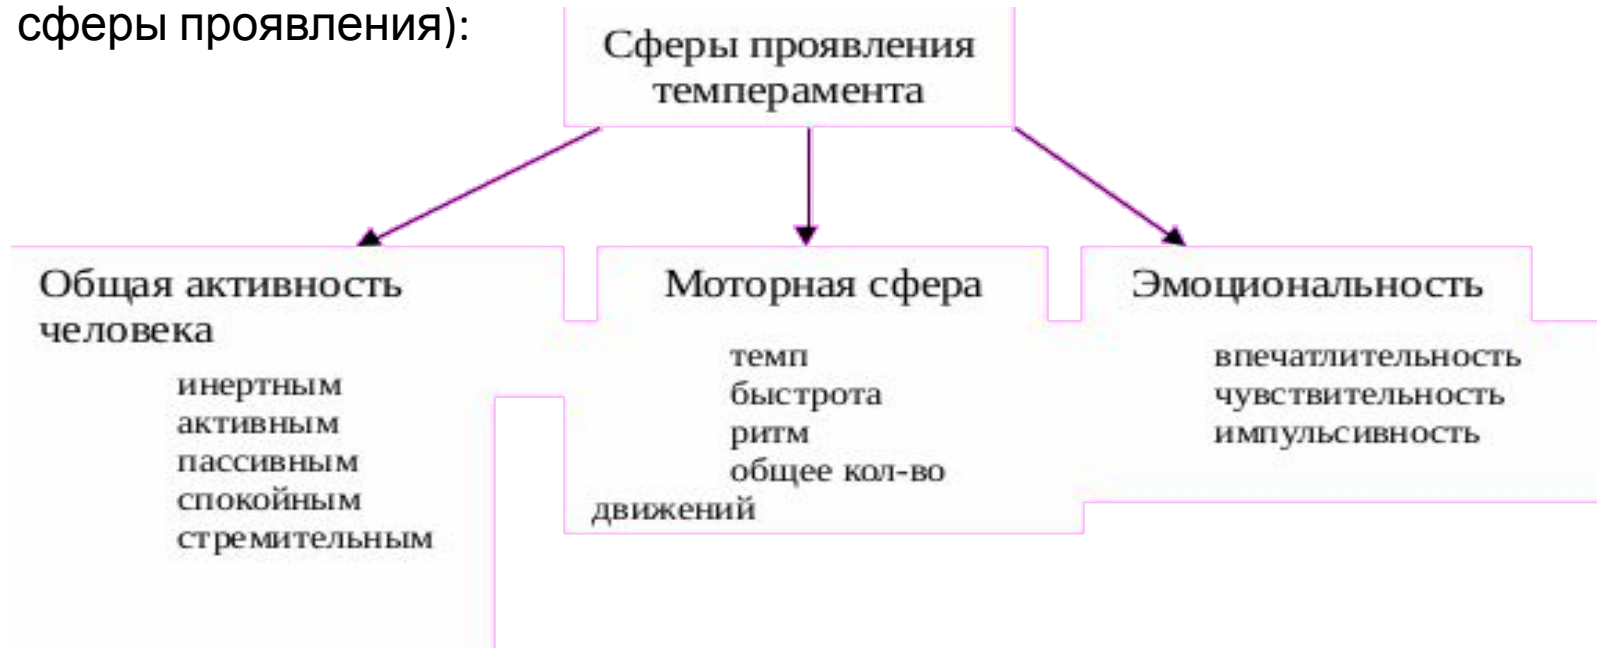 сферы проявления):
Сферы проявления
темперамента
Общая активность
человека
инертным
активным
пассивным
спокойным
стремительным
Моторная сфера
темп
быстрота
ритм
общее кол-во
движений
Эмоциональность
впечатлительность
чувствительность
импульсивность